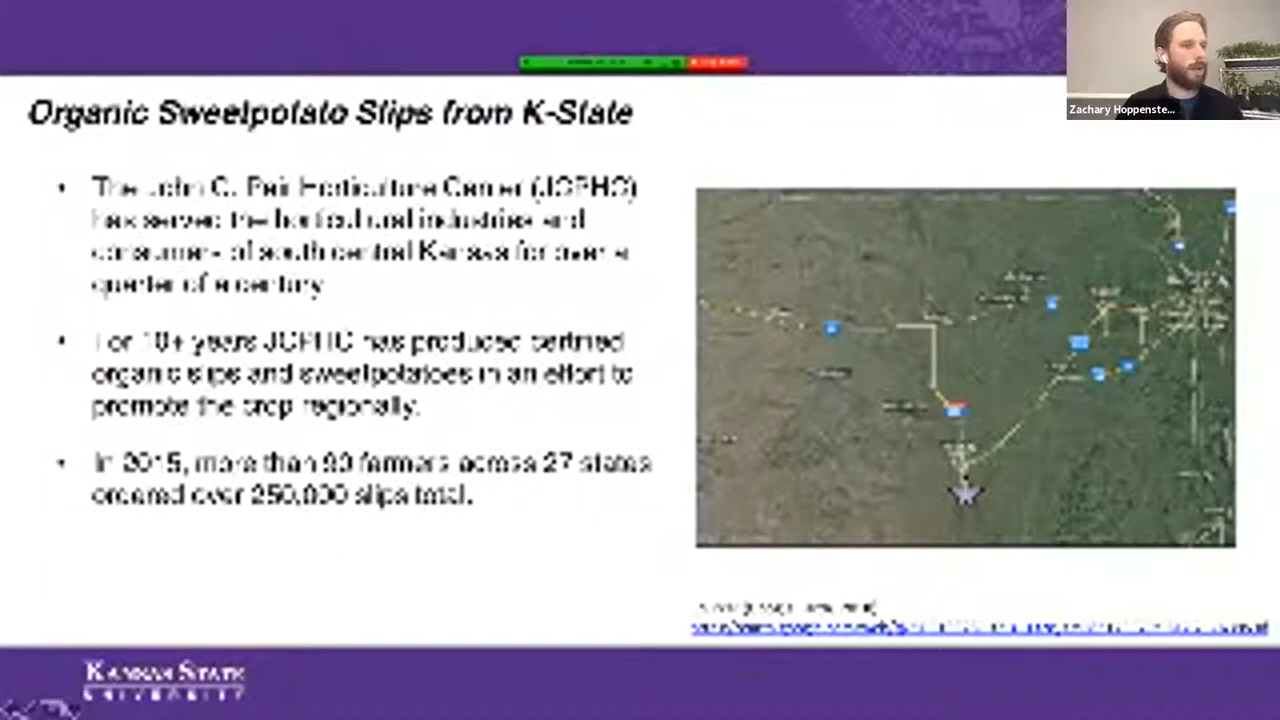 Zachary Hoppenste...
Organic Sweetpotato Slips from K-State
• The John C. Pair Horticulture Center (JCPHC)
has served the horticultural industries and
consumers of south central Kansas for over a
quarter of a century
• For 10+ years JCPHC has produced certified
organic slips and sweetpotatoes in an effort to
promote the crop regionally.
• In 2015, more than 90 farmers across 27 states
ordered over 250,000 slips total.
KANSAS STATE
UNIVERSITY